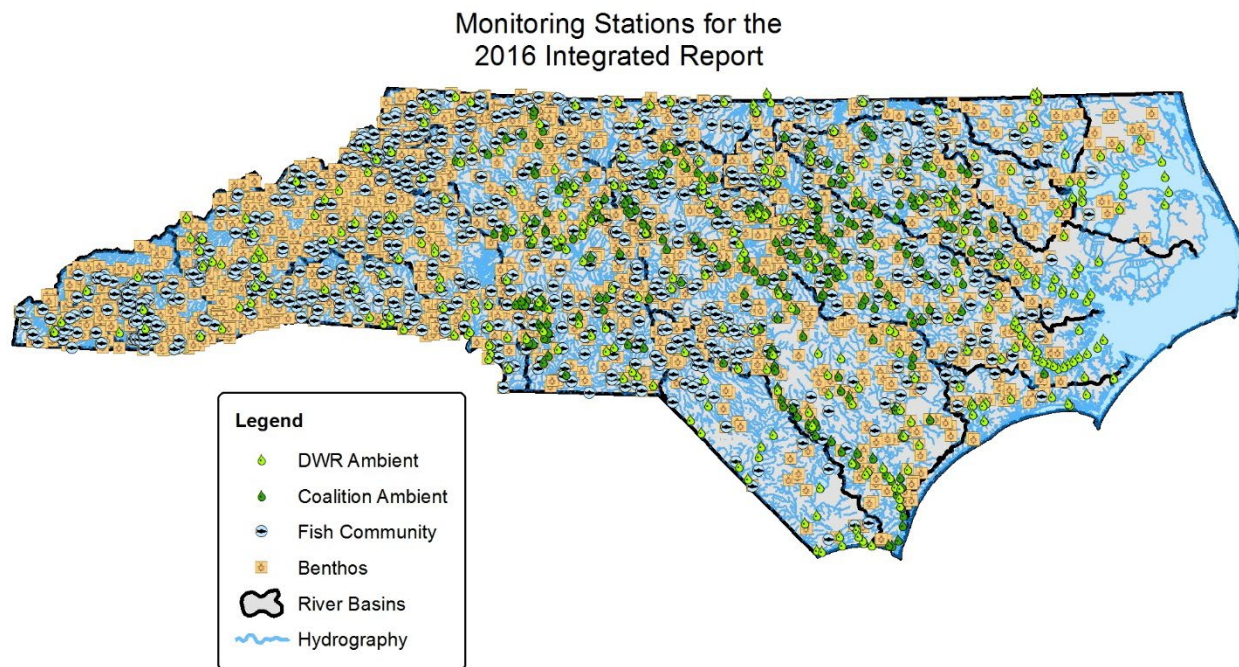 Monitoring Stations for the
2016 Integrated Report
Legend
DWR Ambient
Coalition Ambient
Fish Community
Benthos
River Basins
Hydrography